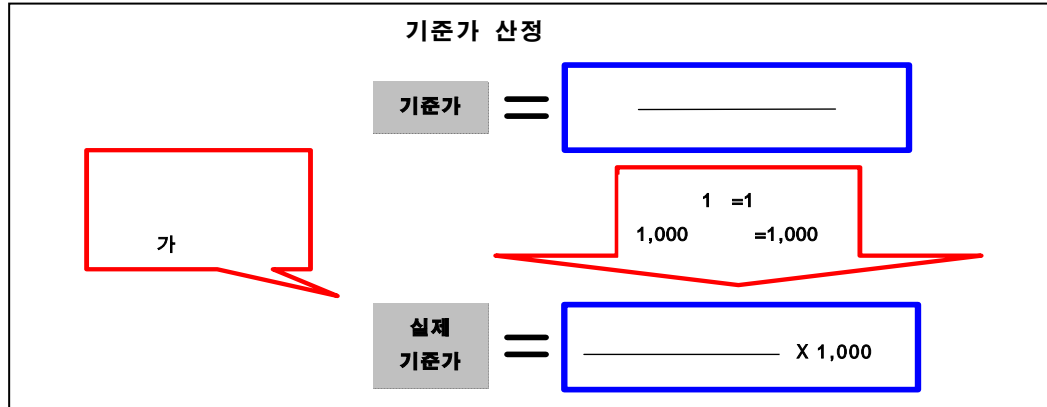 기준가 산정
기준가 =
1 =1
1,000 =1,000
가
실제
기준가 = X 1,000